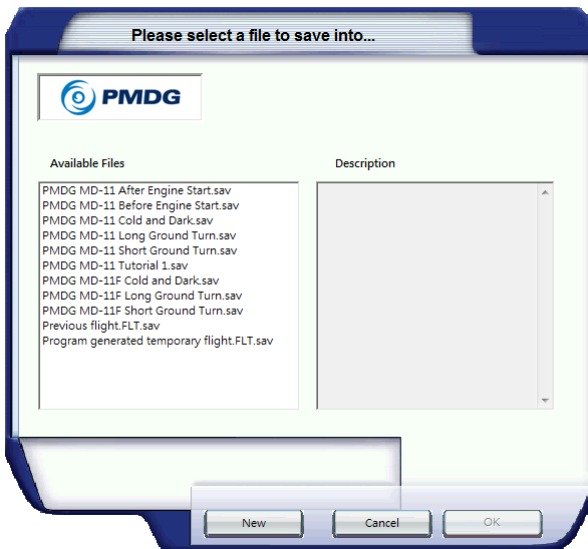 Please select a file to save into...
PMDG
Available Files
Description
PMDG MD-11 After Engine Start.sav
PMDG MD-11 Before Engine Start.sav
PMDG MD-11 Cold and Dark.sav
PMDG MD-11 Long Ground Turn.sav
PMDG MD-11 Short Ground Turn.sav
PMDG MD-11 Tutorial 1.sav
PMDG MD-11F Cold and Dark.sav
PMDG MD-11F Long Ground Turn.sav
PMDG MD-11F Short Ground Turn.sav
Previous flight.FLT.sav
Program generated temporary flight.FLT.sav
New
Cancel
OK